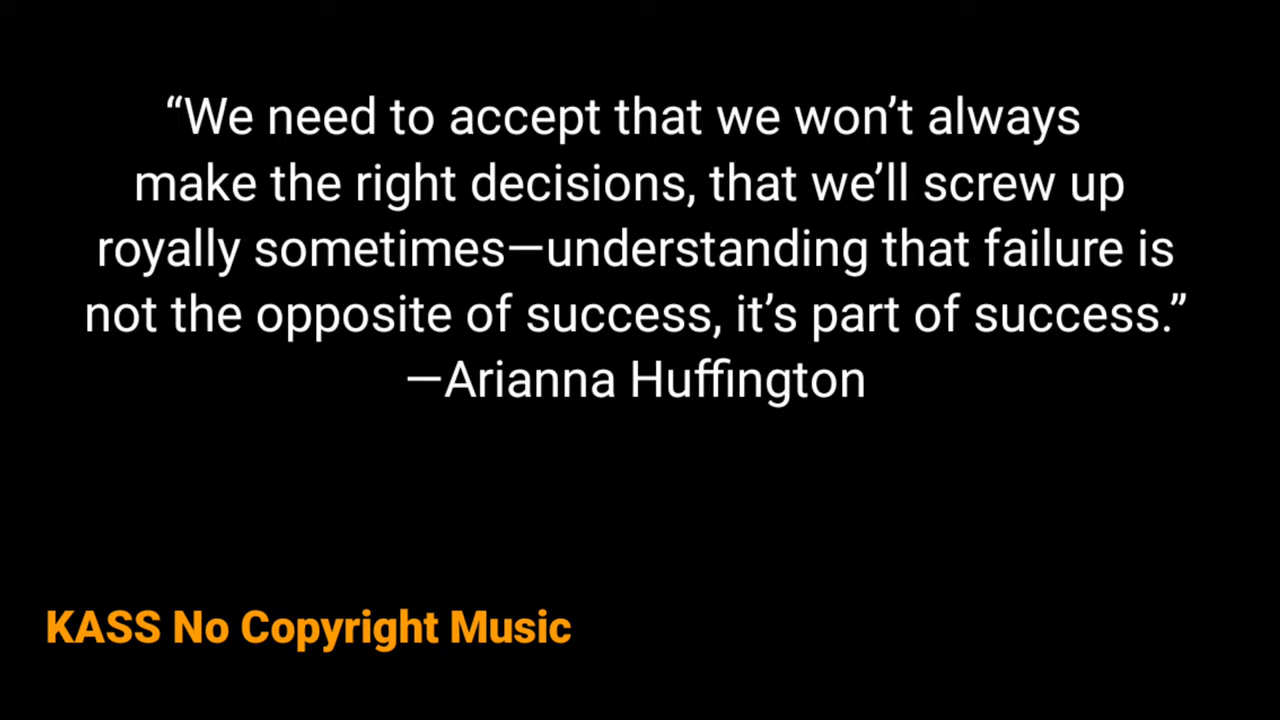 “We need to accept that we won’t always
make the right decisions, that we’ll screw up
royally sometimes—understanding that failure is
not the opposite of success, it’s part of success.”
—Arianna Huffington
KASS No Copyright Music